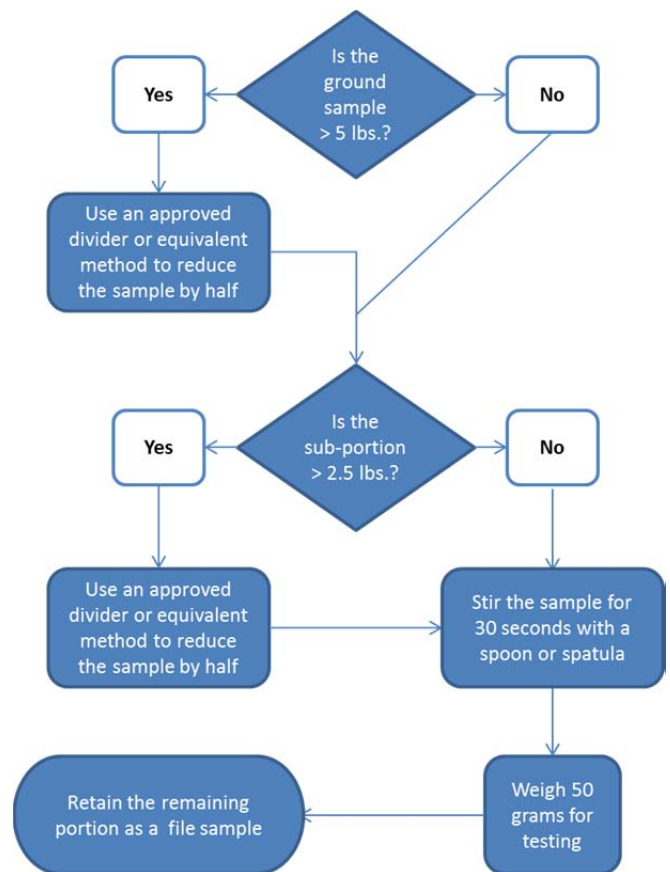 Is the
ground
sample
> 5 lbs.?
Yes
No
Use an approved
divider or equivalent
method to reduce
the sample by half
Is the
sub-portion
> 2.5 lbs.?
Yes
No
Use an approved
divider or equivalent
method to reduce
the sample by half
Stir the sample for
30 seconds with a
spoon or spatula
Weigh 50
grams for
testing
Retain the remaining
portion as a file sample